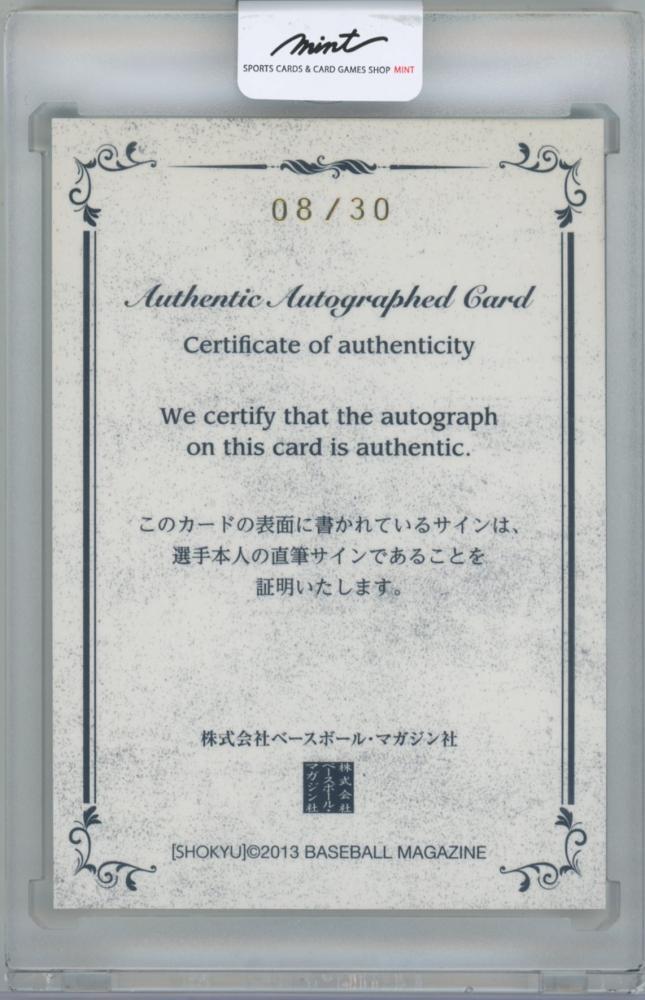 mint
SPORTS CARDS & CARD GAMES SHOP MINT
08/30
Authentic Autographed Card
Certificate of authenticity
We certify that the autograph
on this card is authentic.
このカードの表面に書かれているサインは、
選手本人の直筆サインであることを
証明いたします。
株式会社ベースボール・マガジン社
株式会社
ベースボール・
マガジン社
[SHOKYU]©2013 BASEBALL MAGAZINE